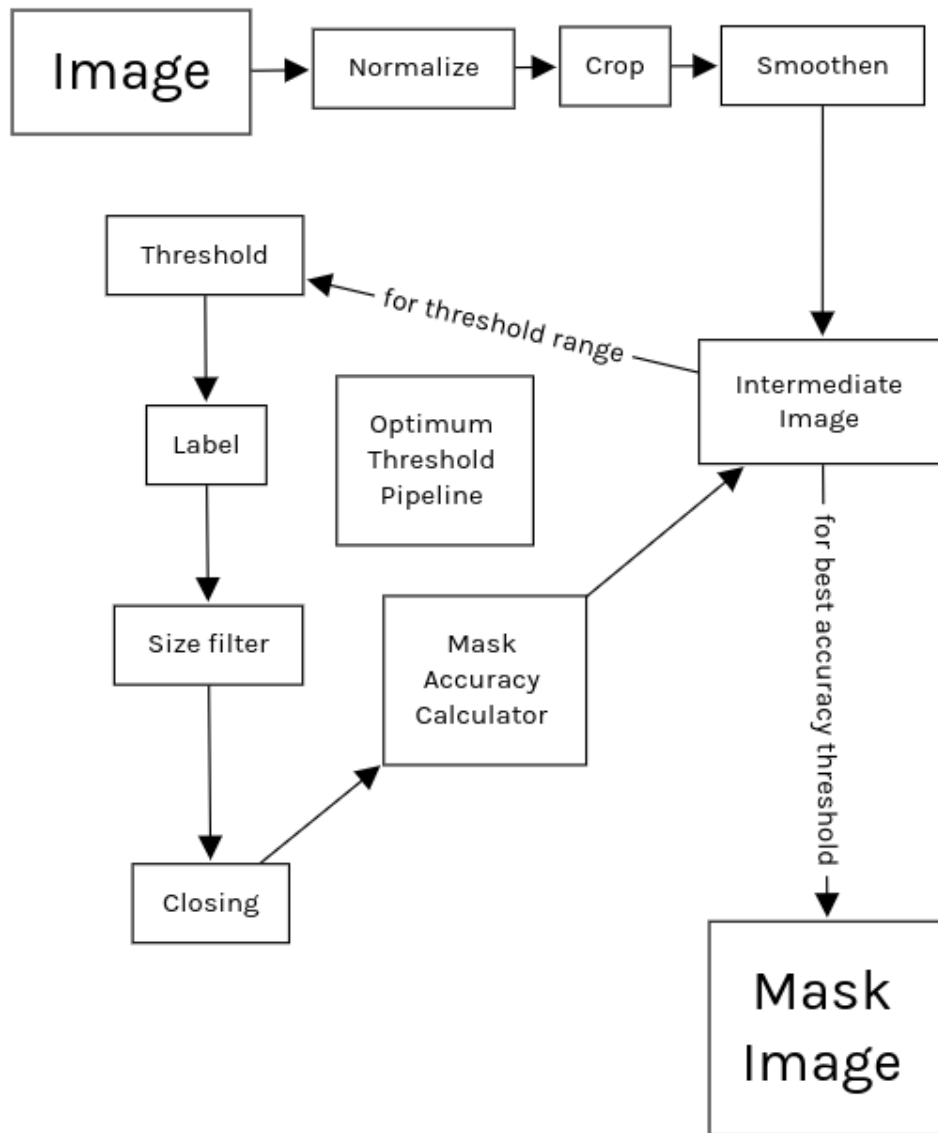 Image
Normalize
Crop
Smoothen
Threshold
for threshold range
Intermediate
Image
Label
Optimum
Threshold
Pipeline
for best accuracy threshold
Size filter
Mask
Accuracy
Calculator
Closing
Mask
Image